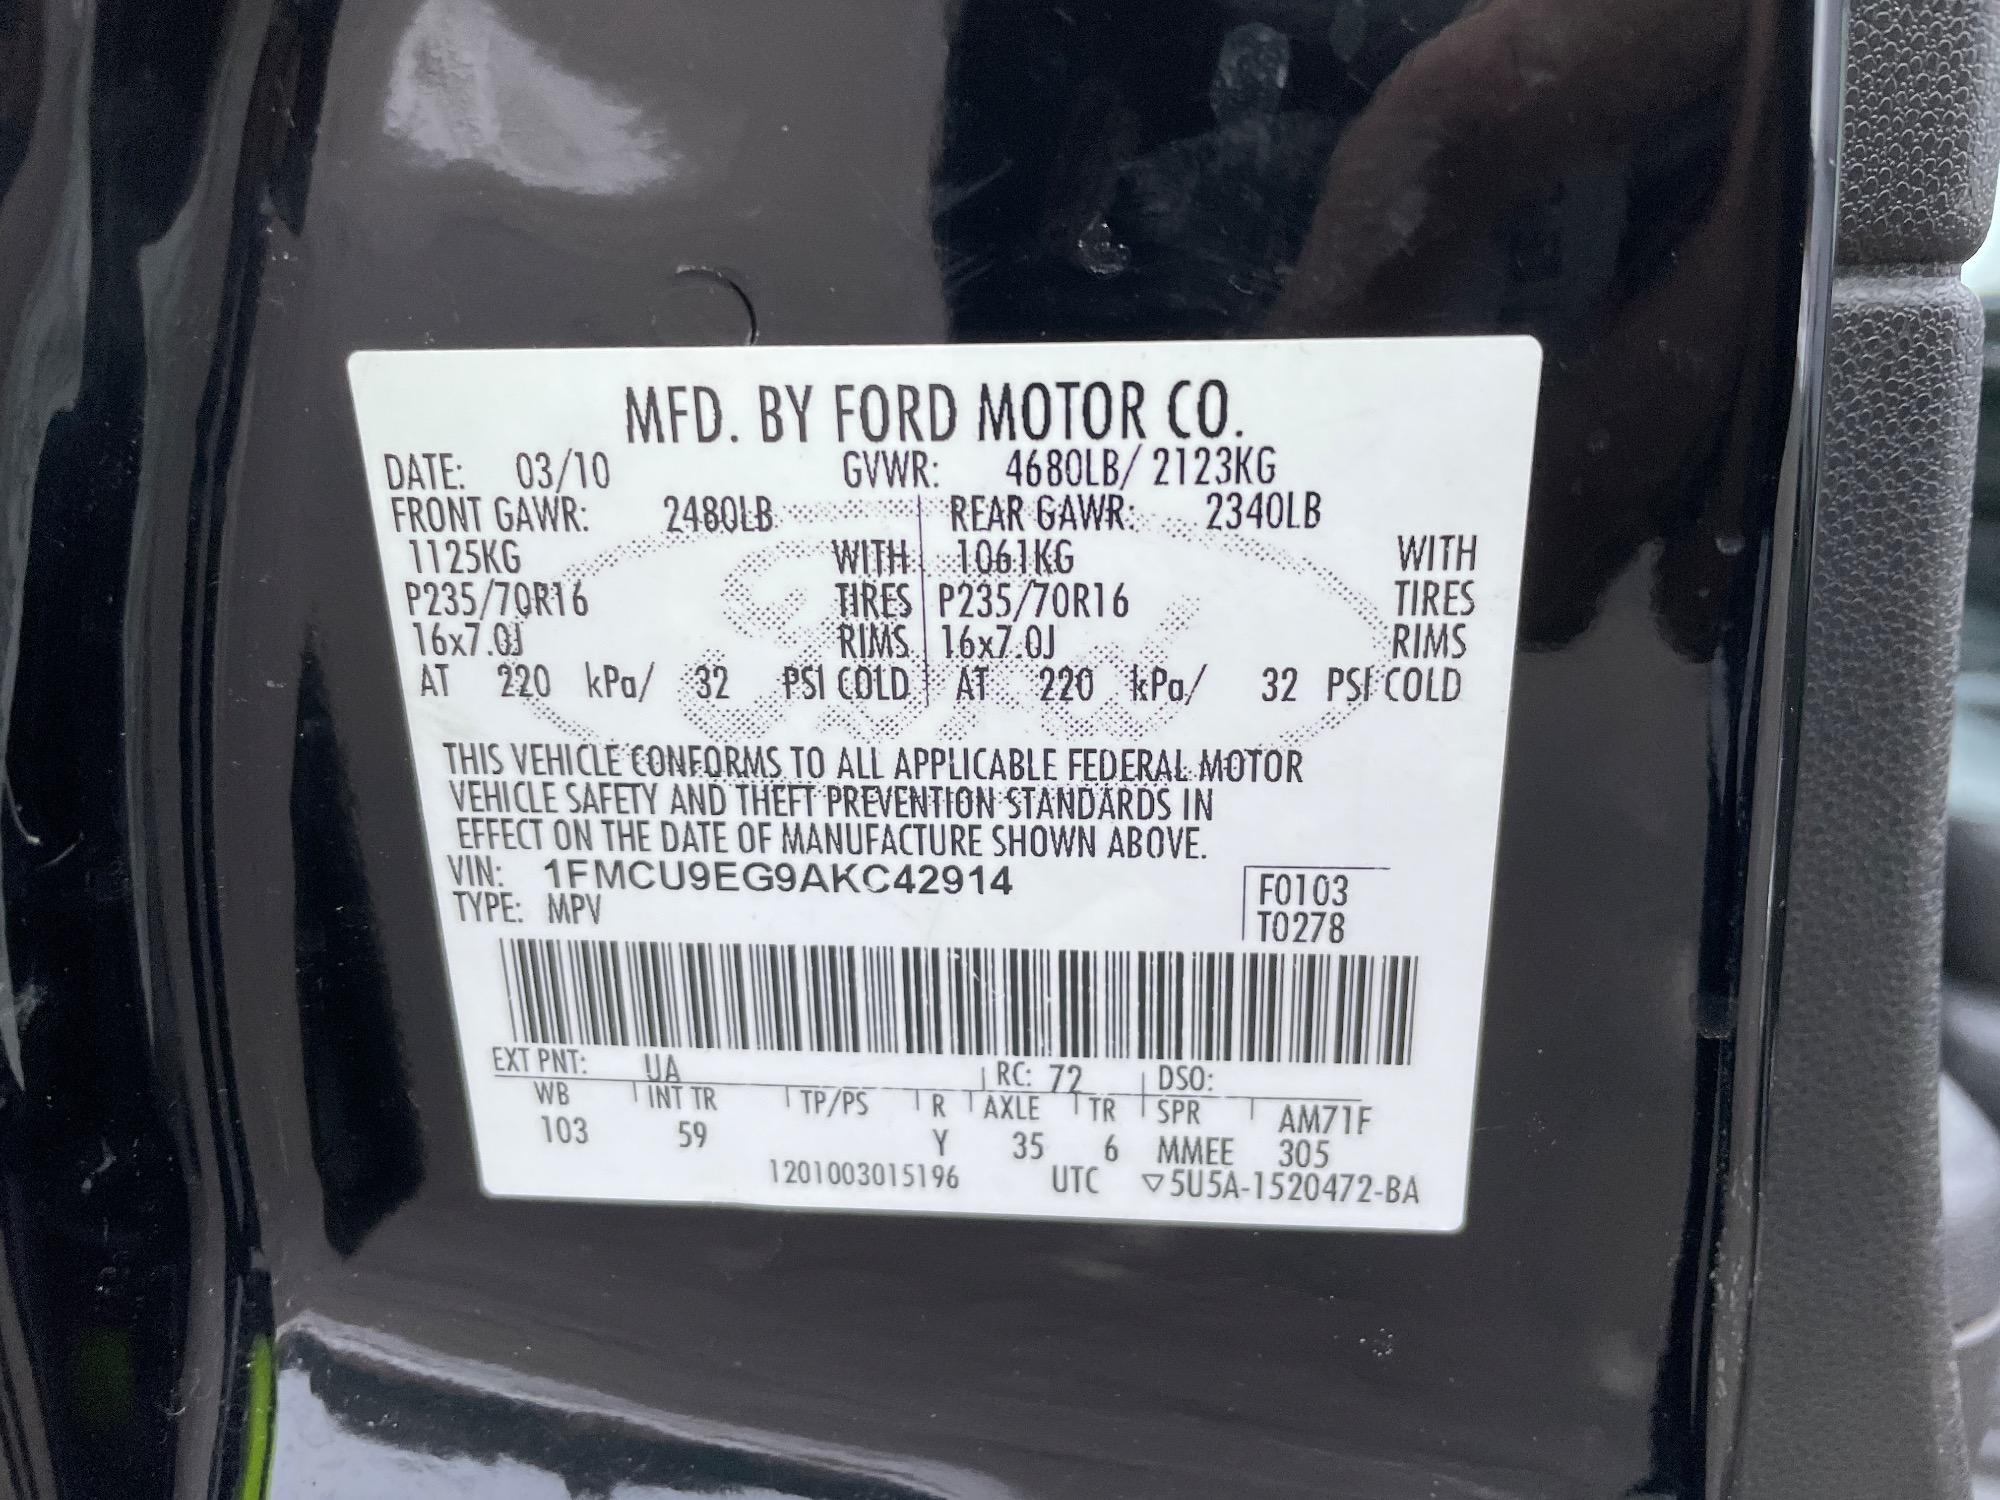 MFD. BY FORD MOTOR CO.
DATE: 03/10 GVWR: 4680LB/ 2123KG
FRONT GAWR: 2480LB REAR GAWR: 2340LB
1125KG WITH 1061KG WITH
P235/70R16 TIRES P235/70R16 TIRES
16x7.0J RIMS 16x7.0J RIMS
AT 220 kPa/ 32 PSI COLD AT 220 kPa/ 32 PSI COLD
THIS VEHICLE CONFORMS TO ALL APPLICABLE FEDERAL MOTOR
VEHICLE SAFETY AND THEFT PREVENTION STANDARDS IN
EFFECT ON THE DATE OF MANUFACTURE SHOWN ABOVE.
VIN: 1FMCU9EG9AKC42914 F0103
TYPE: MPV T0278
EXT PNT: UA RC: 72 DSO:
WB INT TR TP/PS R AXLE TR SPR AM71F
103 59 Y 35 6 MMEE 305
1201003015196 UTC ▽5U5A-1520472-BA
Ford